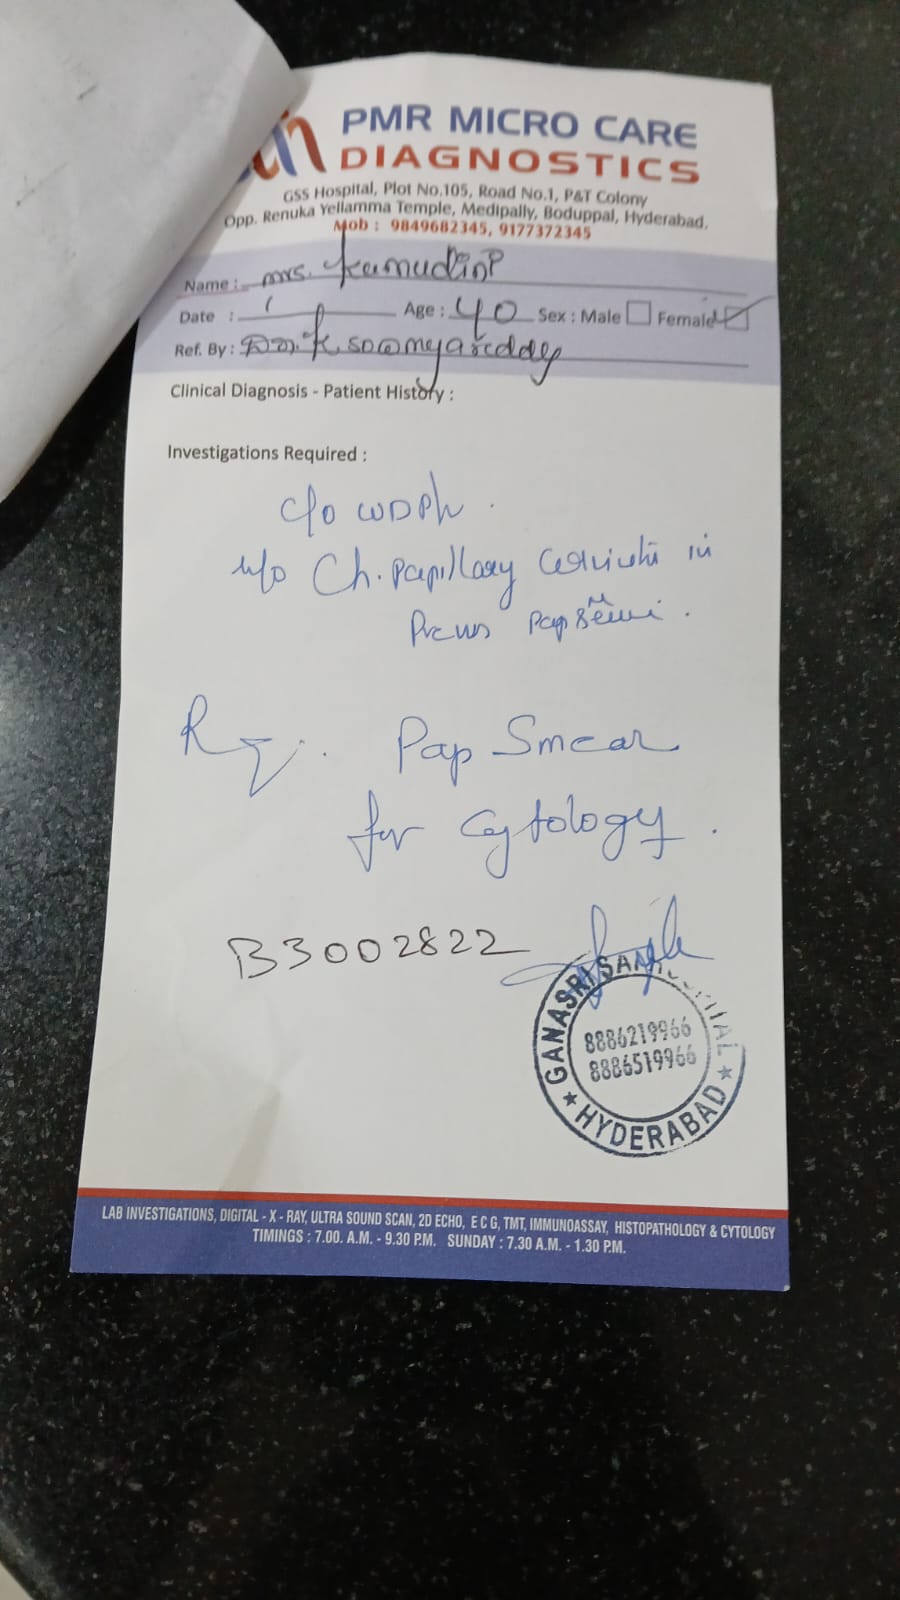 PMR MICRO CARE
DIAGNOSTICS
GSS Hospital, Plot No.105, Road No.1, P&T Colony
Opp. Renuka Yellamma Temple, Medipally, Boduppal, Hyderabad.
Mob : 9849682345, 9177372345
Name : mrs. Kumudini
Date : Age : 40 Sex : Male Female
Ref. By : Dr. K. sowmyareddy
Clinical Diagnosis - Patient History :
Investigations Required :
c/o WDPV.
h/o Ch. papillary cervicitis in
Pap
R
Pap Smear
for Cytology.
B3002822
GANASRI HYDERABAD
8886219966
8886519966
LAB INVESTIGATIONS, DIGITAL - X - RAY, ULTRA SOUND SCAN, 2D ECHO, E C G, TMT, IMMUNOASSAY, HISTOPATHOLOGY & CYTOLOGY
TIMINGS : 7.00. A.M. - 9.30 P.M. SUNDAY : 7.30 A.M. - 1.30 P.M.